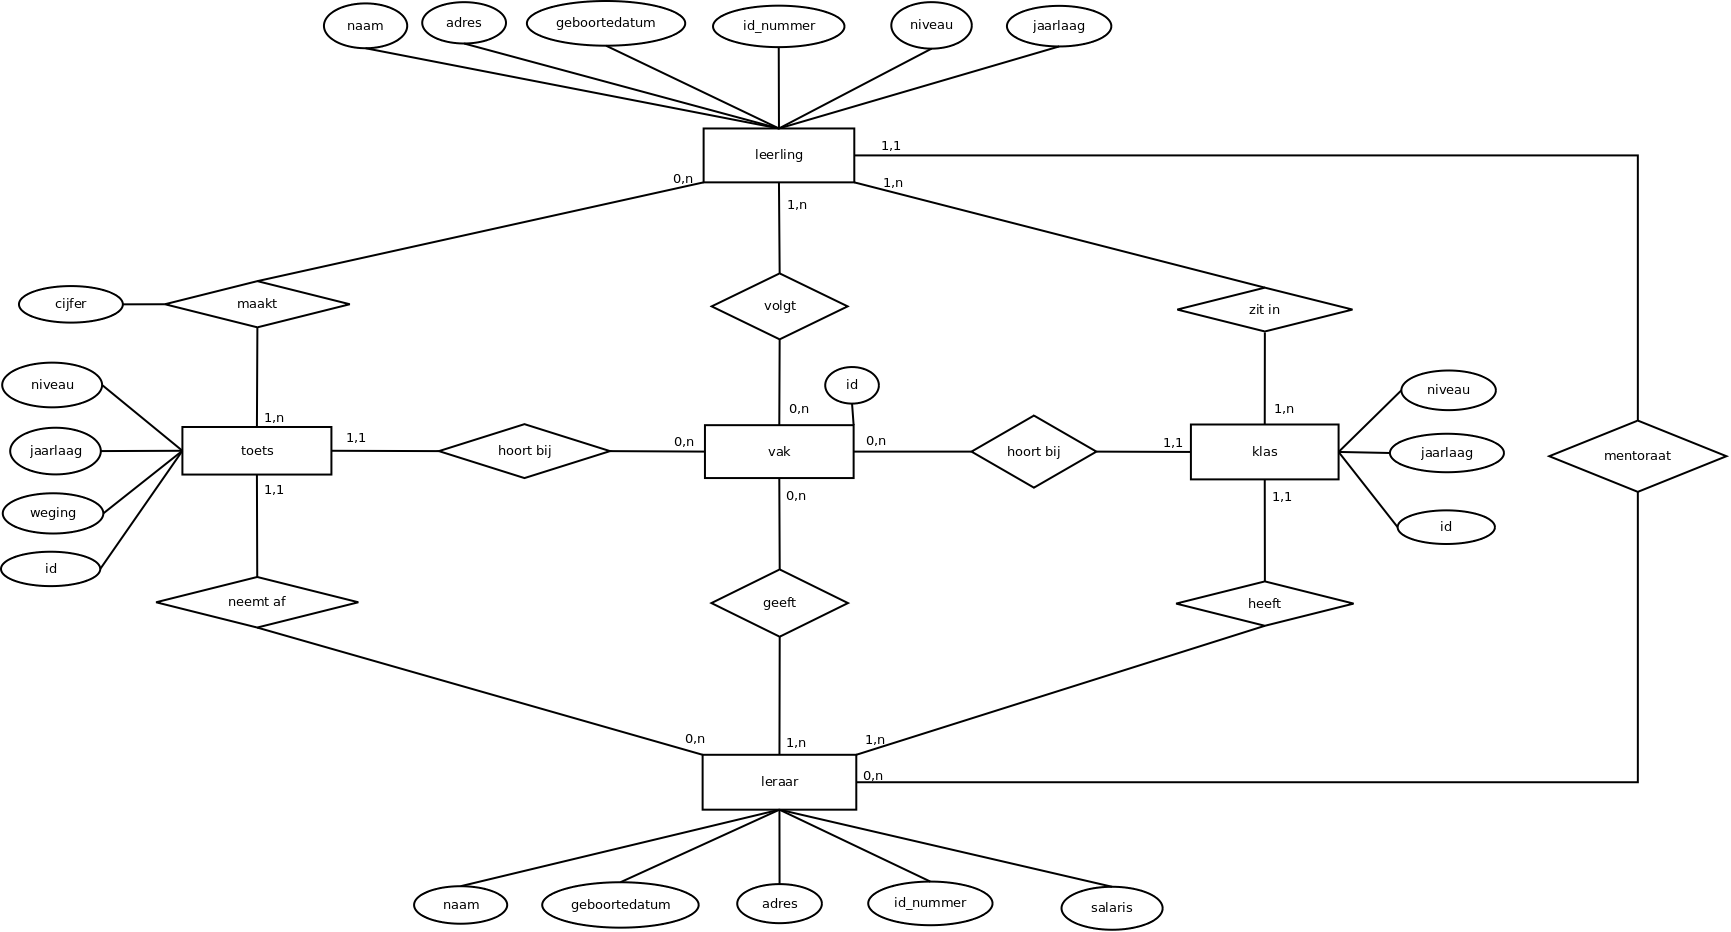 naam
adres
geboortedatum
id_nummer
niveau
jaarlaag
leerling
1,1
0,n
1,n
1,n
cijfer
maakt
volgt
zit in
niveau
id
niveau
1,n
0,n
1,n
jaarlaag
toets
1,1
hoort bij
0,n
vak
0,n
hoort bij
1,1
klas
jaarlaag
mentoraat
weging
1,1
0,n
1,1
id
id
neemt af
geeft
heeft
0,n
1,n
1,n
leraar
0,n
naam
geboortedatum
adres
id_nummer
salaris